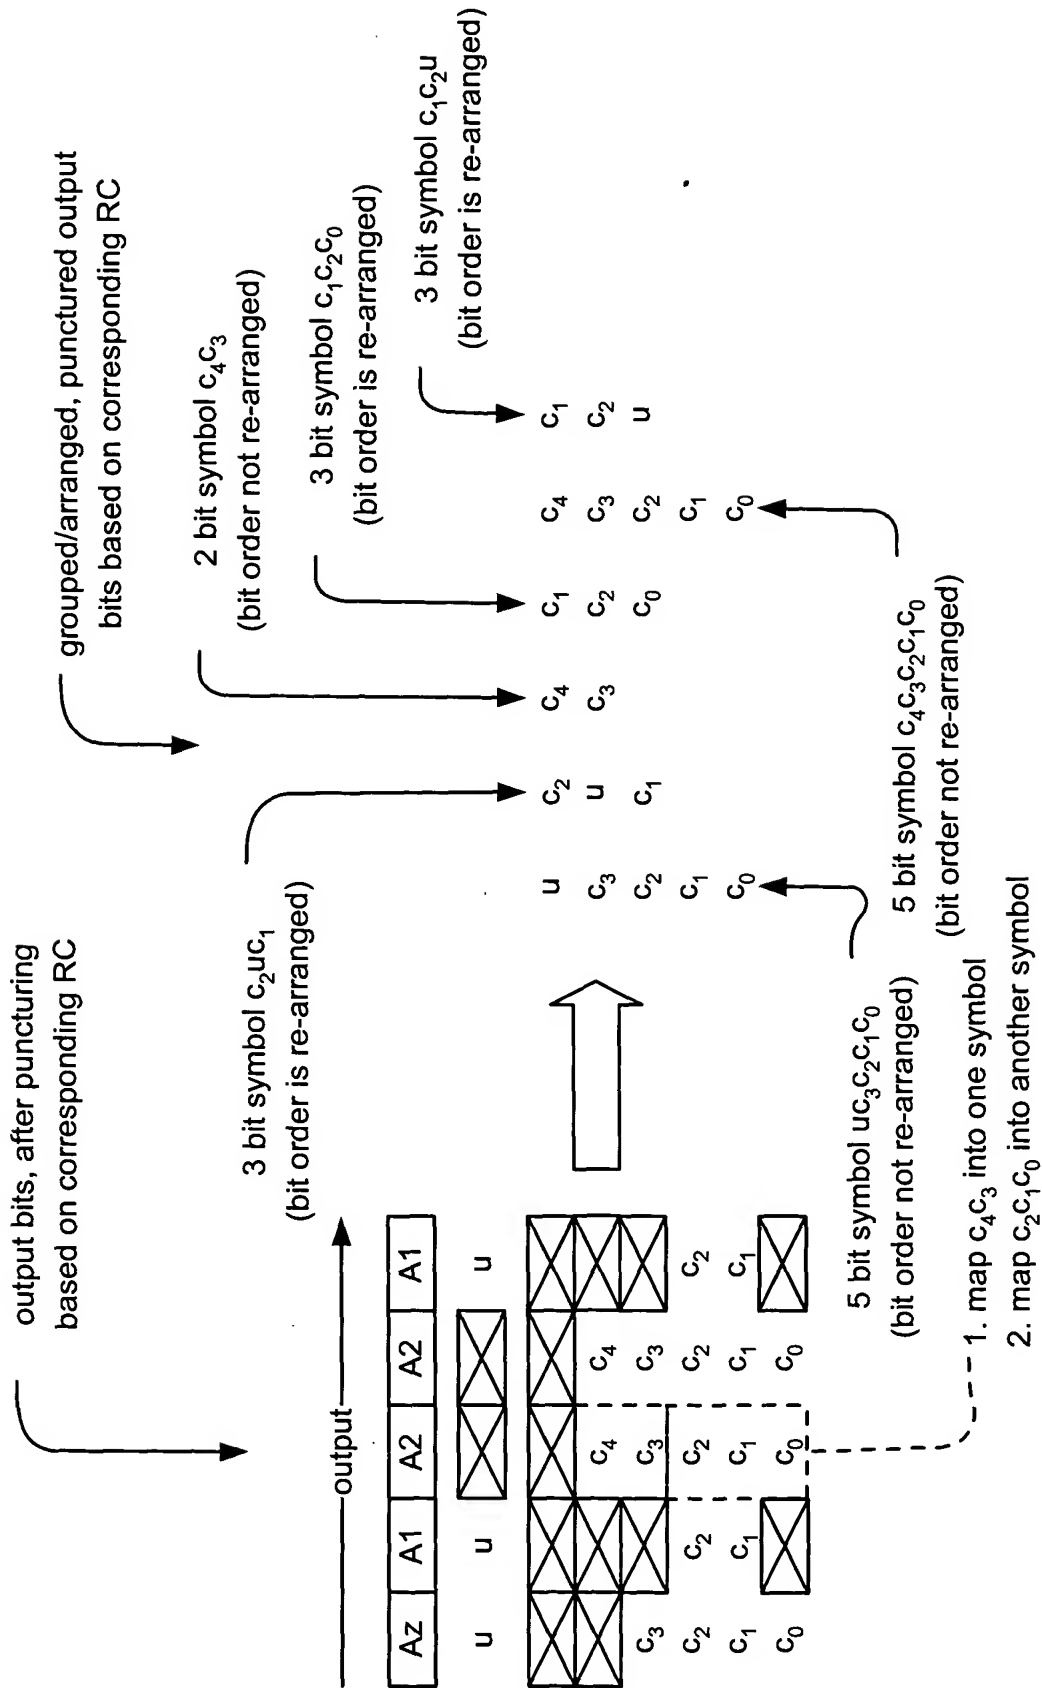 output bits, after puncturing
based on corresponding RC
grouped/arranged, punctured output
bits based on corresponding RC
3 bit symbol c2uc1
(bit order is re-arranged)
2 bit symbol c4c3
(bit order not re-arranged)
3 bit symbol c1c2c0
(bit order is re-arranged)
3 bit symbol c1c2u
(bit order is re-arranged)
output
Az A1 A2 A2 A1
u u u
c4 c4
c3 c3 c3
c2 c2 c2 c2 c2
c1 c1 c1 c1 c1
c0 c0 c0
u c2 c4 c1 c4 c1
c3 u c3 c2 c3 c2
c2 c1 c0 c2 u
c1 c1
c0 c0
5 bit symbol uc3c2c1c0
(bit order not re-arranged)
5 bit symbol c4c3c2c1c0
(bit order not re-arranged)
1. map c4c3 into one symbol
2. map c2c1c0 into another symbol